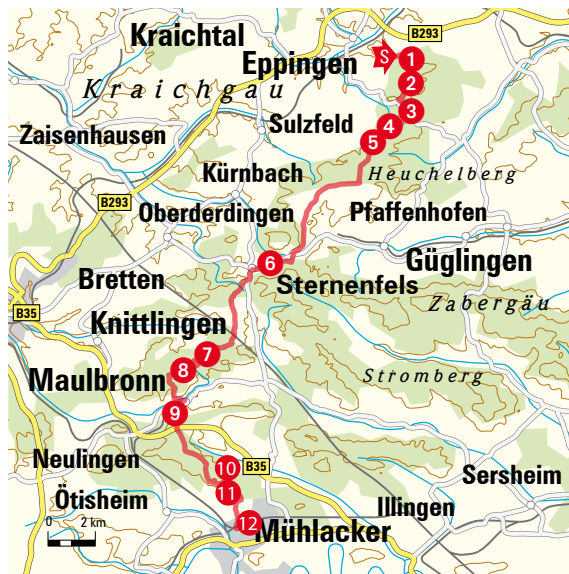 B293
Kraichtal
Eppingen
S
1
Kraichgau
2
3
Sulzfeld
4
Zaisenhausen
5
Kürnbach
Heuchelberg
B293
Oberderdingen
Pfaffenhofen
6
Güglingen
Bretten
Sternenfels
Zabergäu
B35
Knittlingen
7
8
Maulbronn
Stromberg
9
Neulingen
10
B35
Sersheim
11
Ötisheim
Illingen
0 2 km
12
Mühlacker